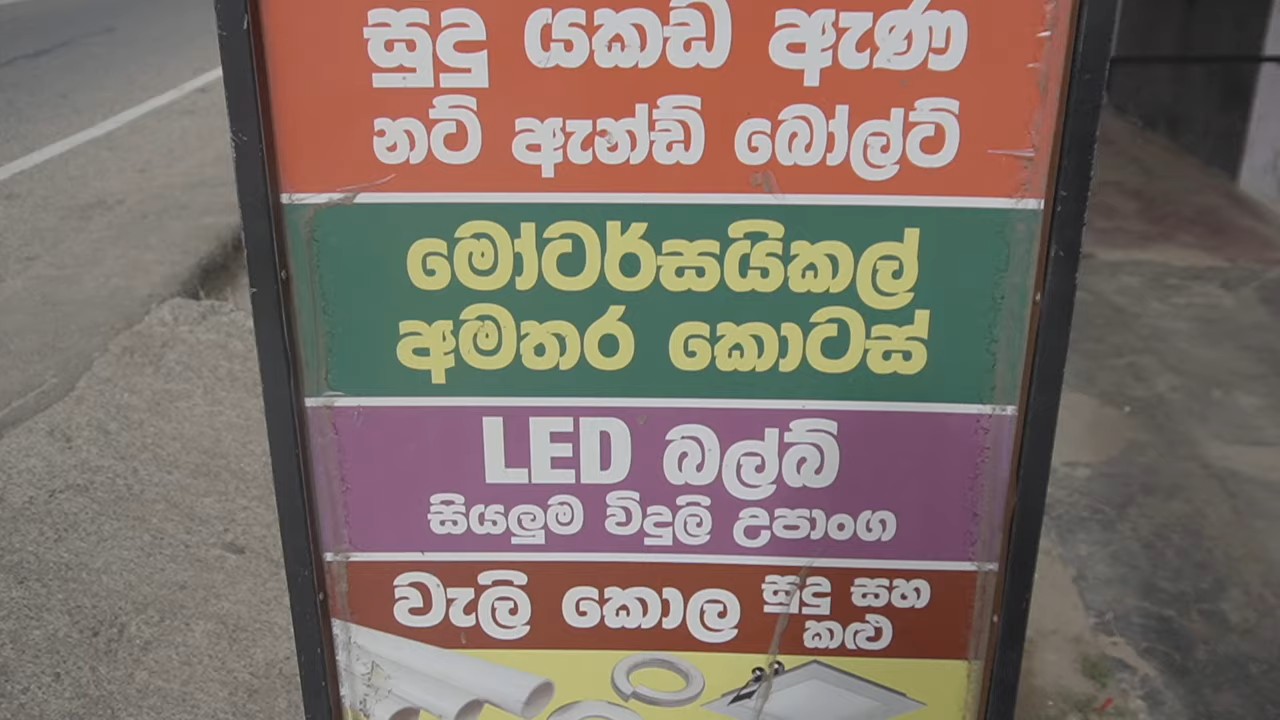 සුදු යකඩ ඇණ
නට් ඇන්ඩ් බෝල්ට්
මෝටර්සයිකල්
අමතර කොටස්
LED බල්බ්
සියලුම විදුලි උපාංග
වැලි කොල සුදු සහ
කළු